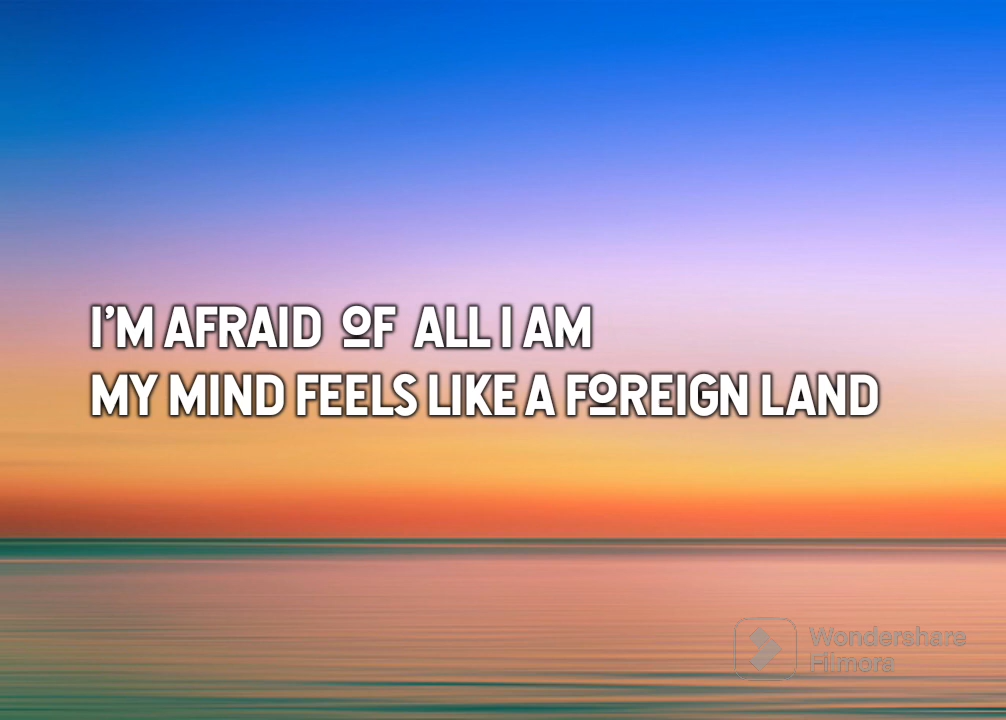 I'M AFRAID OF ALL I AM
MY MIND FEELS LIKE A FOREIGN LAND
Wondershare
Filmora